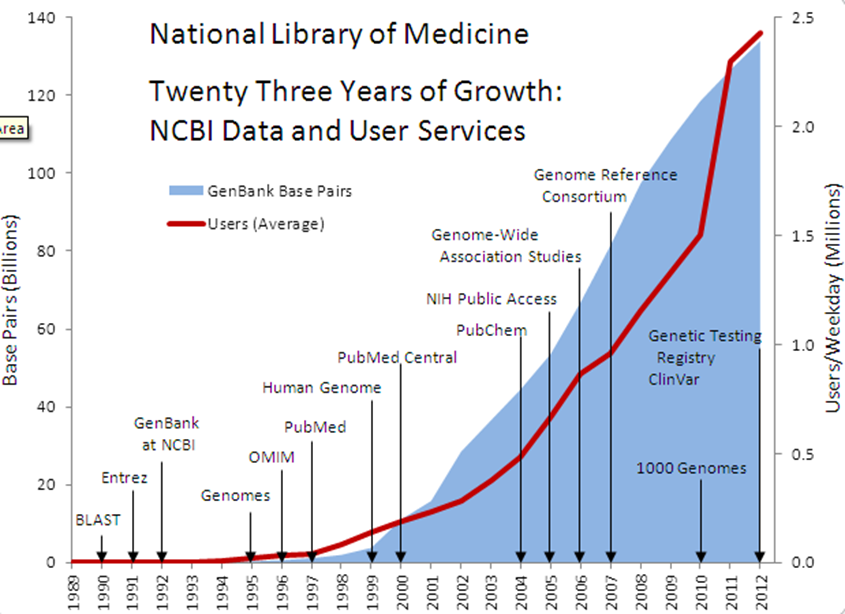 National Library of Medicine
Twenty Three Years of Growth:
NCBI Data and User Services
Area
GenBank Base Pairs
Users (Average)
Base Pairs (Billions)
140
120
100
80
60
40
20
0
Users/Weekday (Millions)
2.5
2.0
1.5
1.0
0.5
0.0
BLAST
Entrez
GenBank
at NCBI
Genomes
OMIM
PubMed
Human Genome
PubMed Central
PubChem
NIH Public Access
Genome-Wide
Association Studies
Genome Reference
Consortium
1000 Genomes
Genetic Testing
Registry
ClinVar
1989
1990
1991
1992
1993
1994
1995
1996
1997
1998
1999
2000
2001
2002
2003
2004
2005
2006
2007
2008
2009
2010
2011
2012